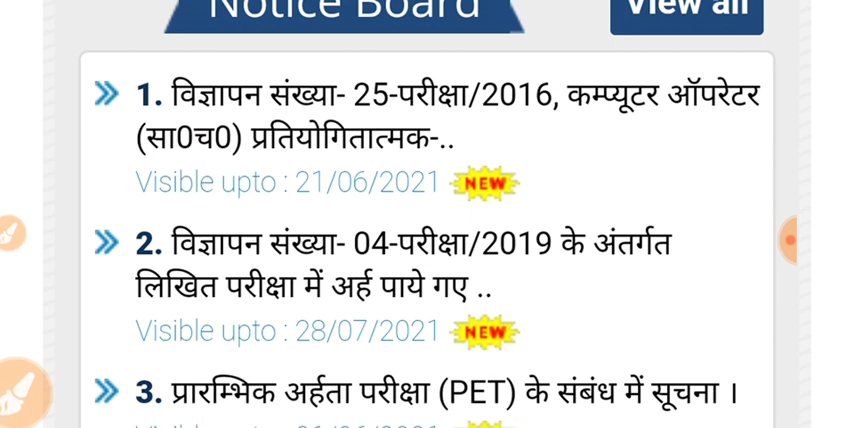 Notice Board
View all
1. विज्ञापन संख्या- 25-परीक्षा/2016, कम्प्यूटर ऑपरेटर
(सा0च0) प्रतियोगितात्मक-..
Visible upto : 21/06/2021 NEW
2. विज्ञापन संख्या- 04-परीक्षा/2019 के अंतर्गत
लिखित परीक्षा में अर्ह पाये गए ..
Visible upto : 28/07/2021 NEW
3. प्रारम्भिक अर्हता परीक्षा (PET) के संबंध में सूचना ।